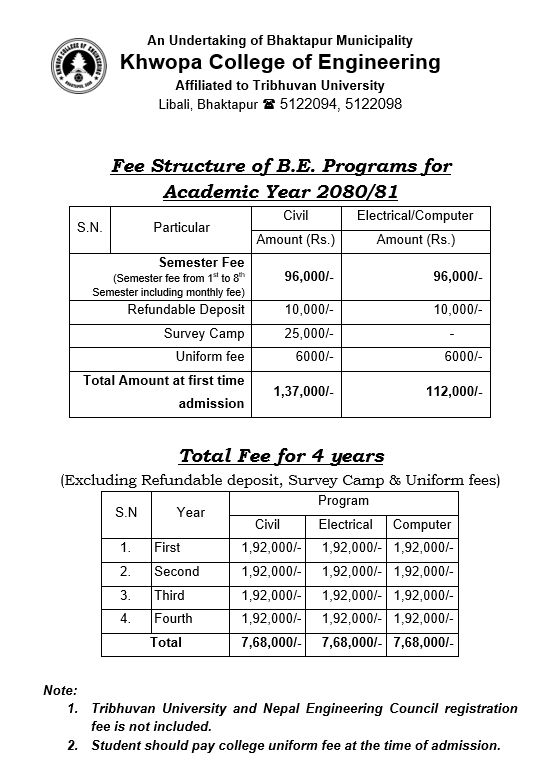 An Undertaking of Bhaktapur Municipality
Khwopa College of Engineering
Affiliated to Tribhuvan University
Libali, Bhaktapur ☎ 5122094, 5122098
Fee Structure of B.E. Programs for
Academic Year 2080/81
S.N. Particular Civil Electrical/Computer
Amount (Rs.) Amount (Rs.)
Semester Fee
(Semester fee from 1st to 8th
Semester including monthly fee) 96,000/- 96,000/-
Refundable Deposit 10,000/- 10,000/-
Survey Camp 25,000/- -
Uniform fee 6000/- 6000/-
Total Amount at first time
admission 1,37,000/- 112,000/-
Total Fee for 4 years
(Excluding Refundable deposit, Survey Camp & Uniform fees)
S.N Year Program
Civil Electrical Computer
1. First 1,92,000/- 1,92,000/- 1,92,000/-
2. Second 1,92,000/- 1,92,000/- 1,92,000/-
3. Third 1,92,000/- 1,92,000/- 1,92,000/-
4. Fourth 1,92,000/- 1,92,000/- 1,92,000/-
Total 7,68,000/- 7,68,000/- 7,68,000/-
Note:
1. Tribhuvan University and Nepal Engineering Council registration
fee is not included.
2. Student should pay college uniform fee at the time of admission.